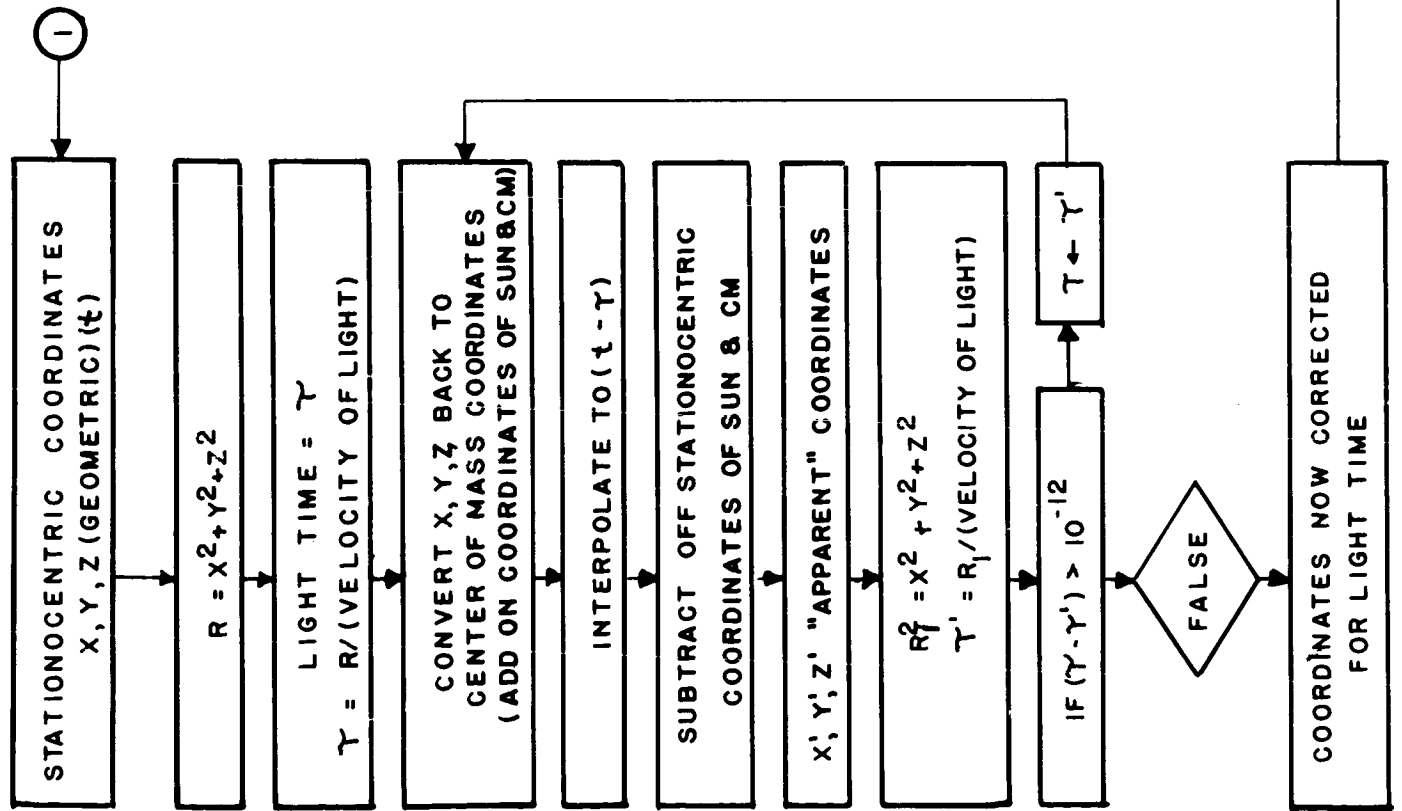 1
STATIONOCENTRIC COORDINATES
X, Y, Z (GEOMETRIC)(t)
R = X²+Y²+Z²
LIGHT TIME = τ
τ = R/(VELOCITY OF LIGHT)
CONVERT X,Y,Z, BACK TO
CENTER OF MASS COORDINATES
(ADD ON COORDINATES OF SUN&CM)
INTERPOLATE TO (t - τ)
SUBTRACT OFF STATIONOCENTRIC
COORDINATES OF SUN & CM
X', Y', Z' "APPARENT" COORDINATES
R₁² = X² + Y² + Z²
τ' = R₁/(VELOCITY OF LIGHT)
IF (τ - τ') > 10⁻¹²
τ ← τ'
FALSE
COORDINATES NOW CORRECTED
FOR LIGHT TIME